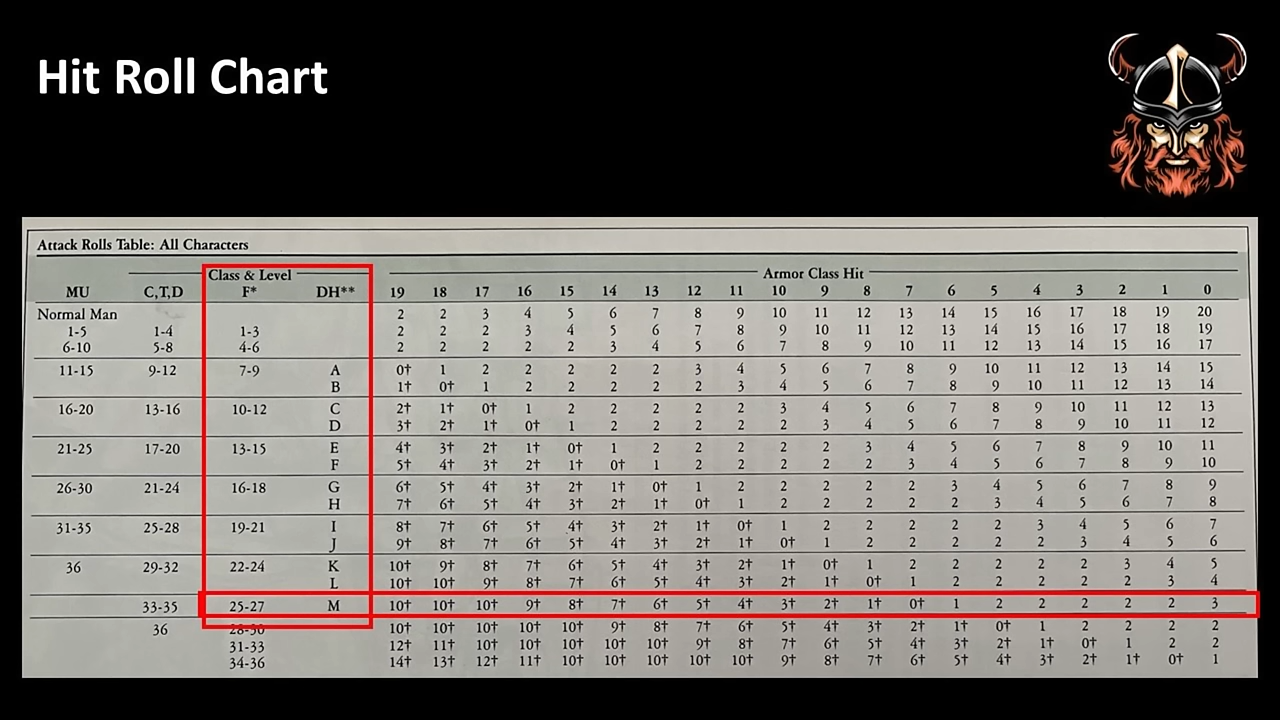 Hit Roll Chart
Attack Rolls Table: All Characters
Class & Level Armor Class Hit
MU C,T,D F* DH** 19 18 17 16 15 14 13 12 11 10 9 8 7 6 5 4 3 2 1 0
Normal Man 2 2 3 4 5 6 7 8 9 10 11 12 13 14 15 16 17 18 19 20
1-5 1-4 1-3 2 2 2 3 4 5 6 7 8 9 10 11 12 13 14 15 16 17 18 19
6-10 5-8 4-6 2 2 2 2 2 3 4 5 6 7 8 9 10 11 12 13 14 15 16 17
11-15 9-12 7-9 A 0† 1 2 2 2 2 2 3 4 5 6 7 8 9 10 11 12 13 14 15
B 1† 0† 1 2 2 2 2 2 3 4 5 6 7 8 9 10 11 12 13 14
16-20 13-16 10-12 C 2† 1† 0† 1 2 2 2 2 2 3 4 5 6 7 8 9 10 11 12 13
D 3† 2† 1† 0† 1 2 2 2 2 2 3 4 5 6 7 8 9 10 11 12
21-25 17-20 13-15 E 4† 3† 2† 1† 0† 1 2 2 2 2 2 3 4 5 6 7 8 9 10 11
F 5† 4† 3† 2† 1† 0† 1 2 2 2 2 2 3 4 5 6 7 8 9 10
26-30 21-24 16-18 G 6† 5† 4† 3† 2† 1† 0† 1 2 2 2 2 2 3 4 5 6 7 8 9
H 7† 6† 5† 4† 3† 2† 1† 0† 1 2 2 2 2 2 3 4 5 6 7 8
31-35 25-28 19-21 I 8† 7† 6† 5† 4† 3† 2† 1† 0† 1 2 2 2 2 2 3 4 5 6 7
J 9† 8† 7† 6† 5† 4† 3† 2† 1† 0† 1 2 2 2 2 2 3 4 5 6
36 29-32 22-24 K 10† 9† 8† 7† 6† 5† 4† 3† 2† 1† 0† 1 2 2 2 2 2 3 4 5
L 10† 10† 9† 8† 7† 6† 5† 4† 3† 2† 1† 0† 1 2 2 2 2 2 3 4
33-35 25-27 M 10† 10† 10† 9† 8† 7† 6† 5† 4† 3† 2† 1† 0† 1 2 2 2 2 2 3
36 28-30 10† 10† 10† 10† 10† 9† 8† 7† 6† 5† 4† 3† 2† 1† 0† 1 2 2 2 2
31-33 12† 11† 10† 10† 10† 10† 10† 9† 8† 7† 6† 5† 4† 3† 2† 1† 0† 1 2 2
34-36 14† 13† 12† 11† 10† 10† 10† 10† 10† 9† 8† 7† 6† 5† 4† 3† 2† 1† 0† 1